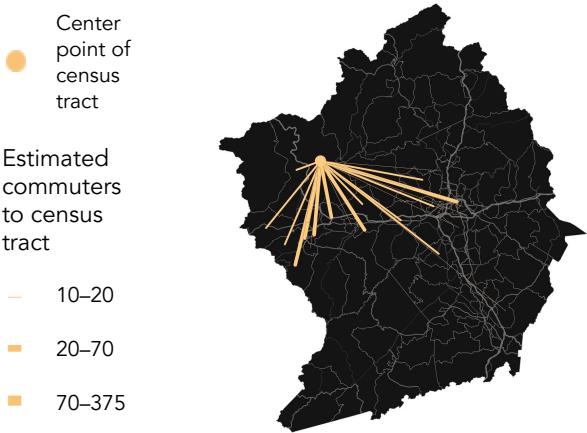 Center
point of
census
tract
Estimated
commuters
to census
tract
10–20
20–70
70–375